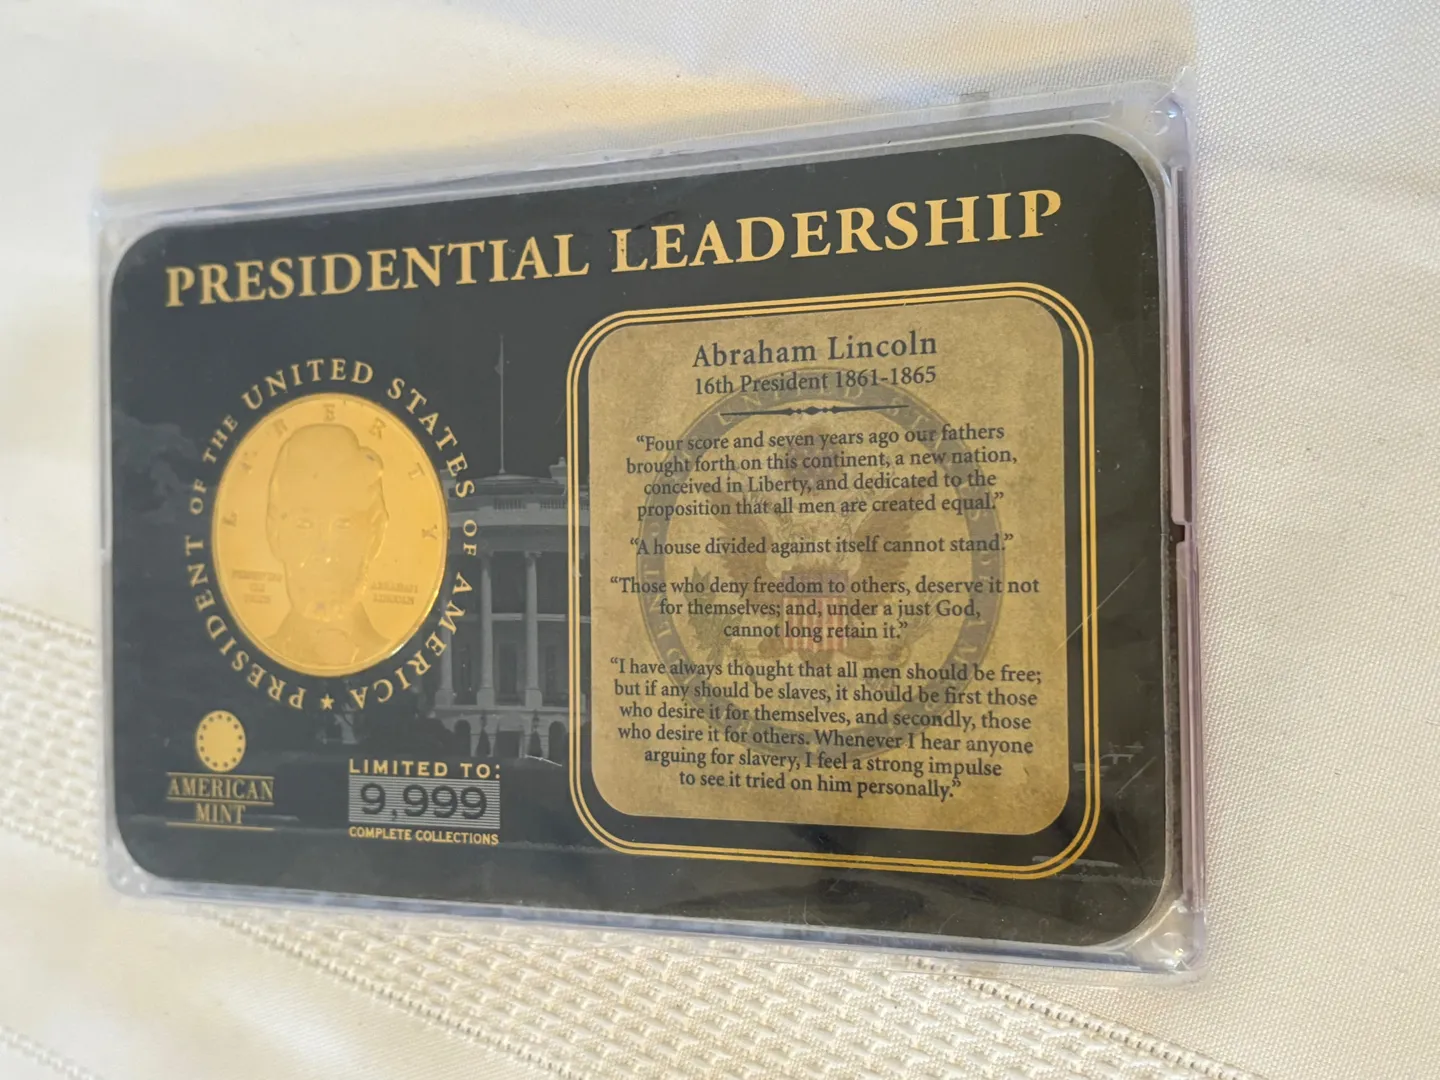 PRESIDENTIAL LEADERSHIP
PRESIDENT OF THE UNITED STATES OF AMERICA ★
LIBERTY
ABRAHAM
LINCOLN
AMERICAN
MINT
LIMITED TO:
9,999
COMPLETE COLLECTIONS
Abraham Lincoln
16th President 1861-1865
“Four score and seven years ago our fathers
brought forth on this continent, a new nation,
conceived in Liberty, and dedicated to the
proposition that all men are created equal.”
“A house divided against itself cannot stand.”
“Those who deny freedom to others, deserve it not
for themselves; and, under a just God,
cannot long retain it.”
“I have always thought that all men should be free;
but if any should be slaves, it should be first those
who desire it for themselves, and secondly, those
who desire it for others. Whenever I hear anyone
arguing for slavery, I feel a strong impulse
to see it tried on him personally.”